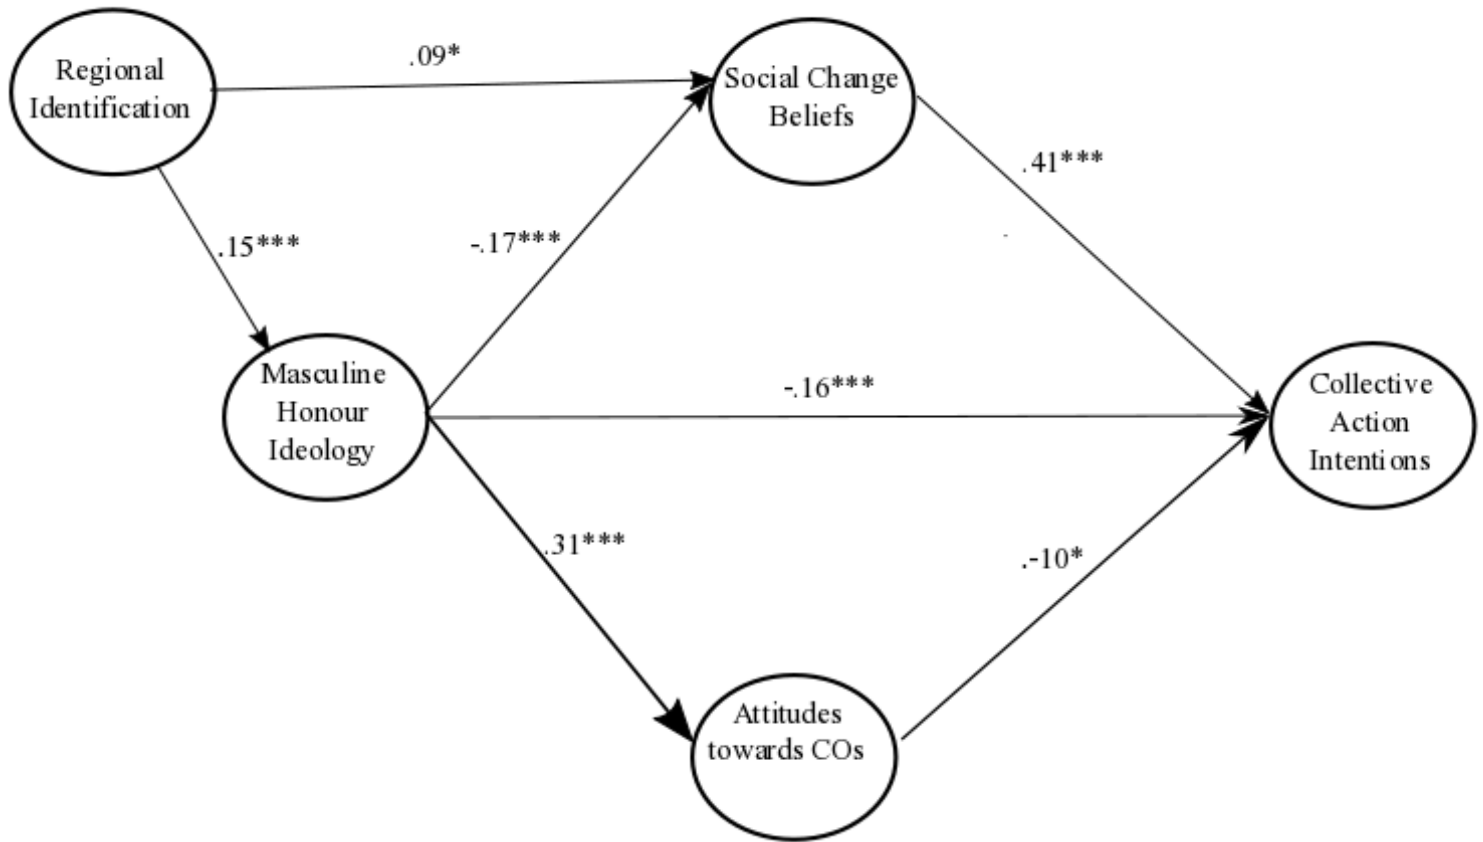 Regional
Identification
.09*
Social Change
Beliefs
.41***
.15***
-.17***
Masculine
Honour
Ideology
-.16***
Collective
Action
Intentions
.31***
.-10*
Attitudes
towards COs